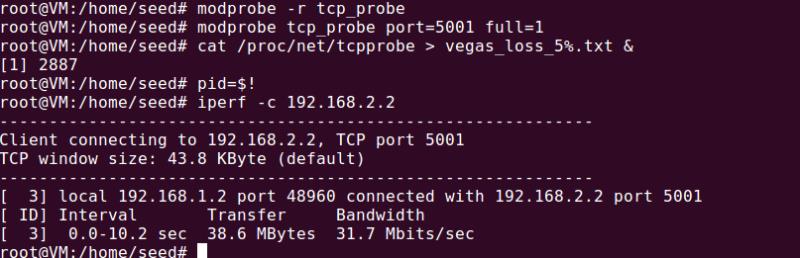 root@VM:/home/seed# modprobe -r tcp_probe
root@VM:/home/seed# modprobe tcp_probe port=5001 full=1
root@VM:/home/seed# cat /proc/net/tcpprobe > vegas_loss_5%.txt &
[1] 2887
root@VM:/home/seed# pid=$!
root@VM:/home/seed# iperf -c 192.168.2.2
------------------------------------------------------------
Client connecting to 192.168.2.2, TCP port 5001
TCP window size: 43.8 KByte (default)
------------------------------------------------------------
[  3] local 192.168.1.2 port 48960 connected with 192.168.2.2 port 5001
[ ID] Interval       Transfer     Bandwidth
[  3]  0.0-10.2 sec  38.6 MBytes  31.7 Mbits/sec
root@VM:/home/seed#